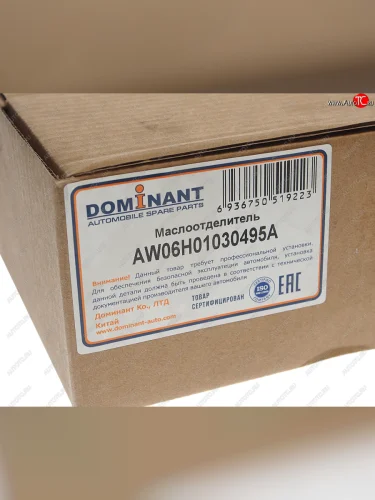 DOMINANT
AUTOMOBILE SPARE PARTS
6 936750 519223
Маслоотделитель
AW06H01030495A
Внимание! Данный товар требует профессиональной установки.
Для обеспечения безопасной эксплуатации автомобиля, установка
данной детали должна быть проведена в соответствии с технической
документацией производителя вашего автомобиля
Доминант Ко., ЛТД
Китай
www.dominant-auto.com
ТОВАР
СЕРТИФИЦИРОВАН
ISO
EAC